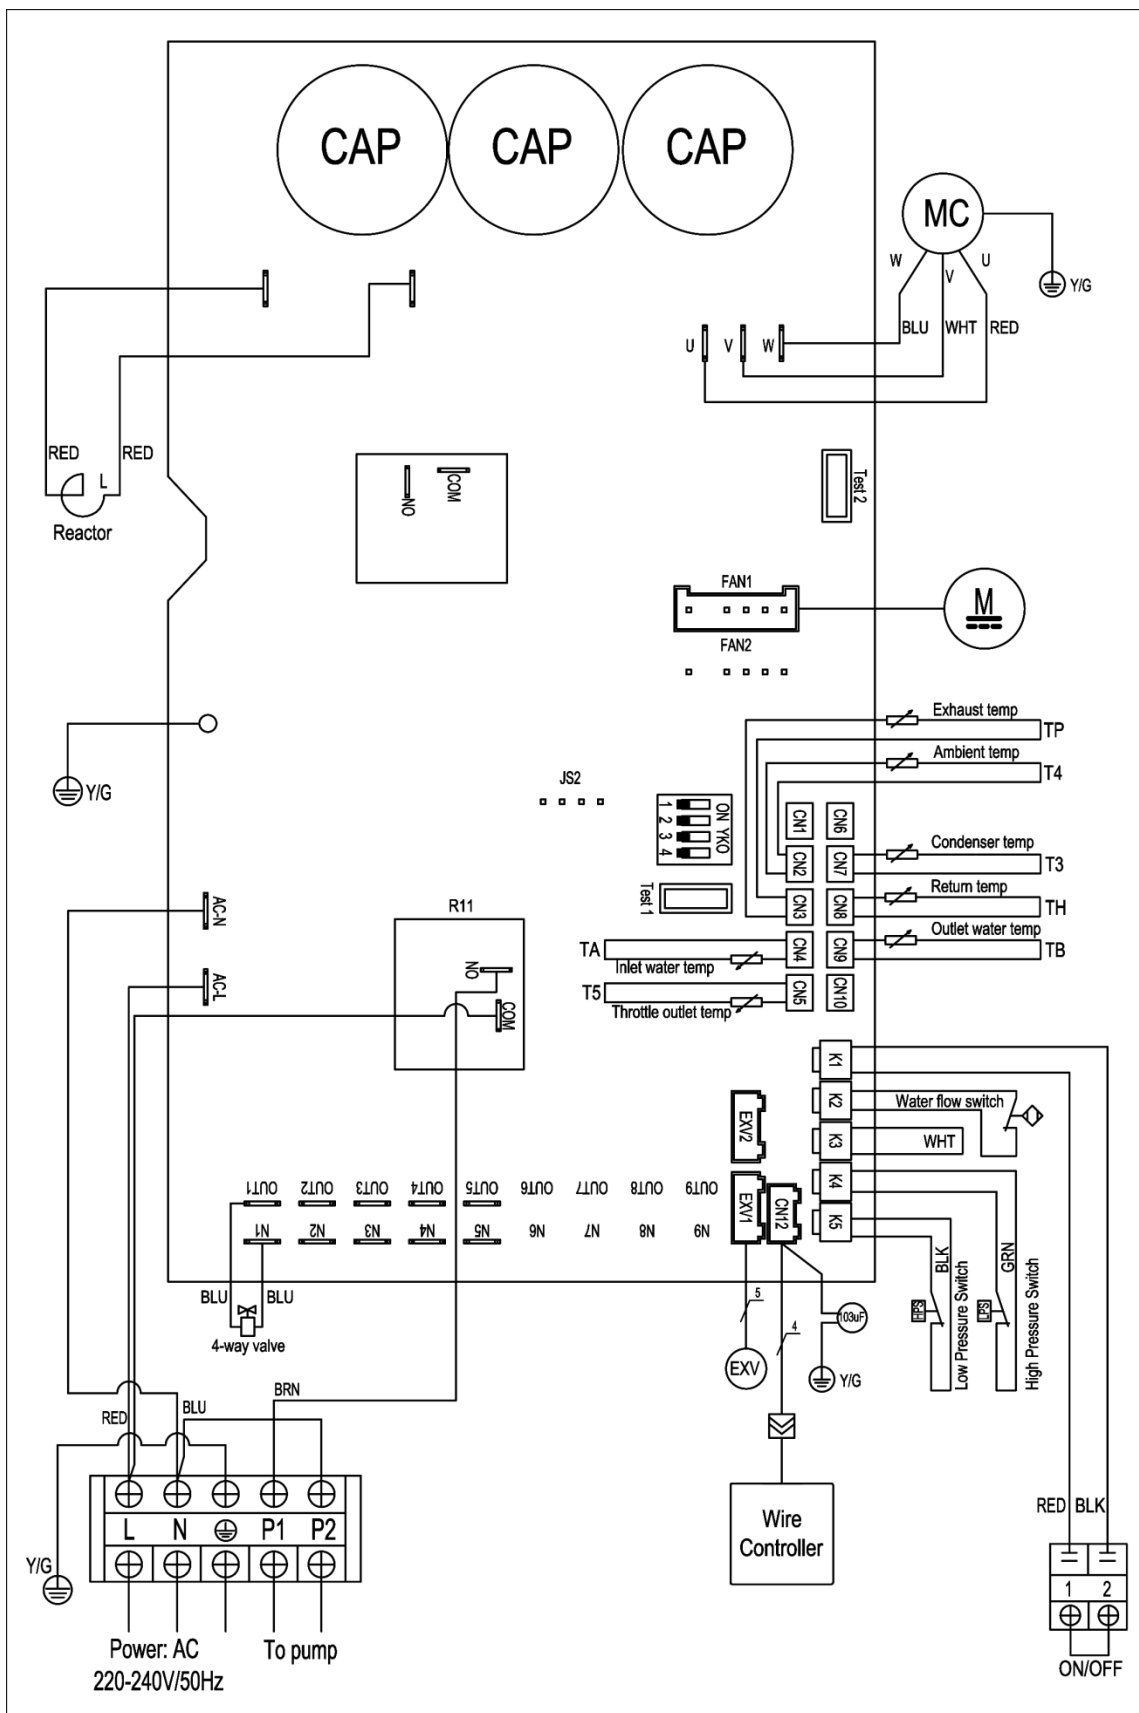 CAP CAP CAP
MC
W
V
U
Y/G
BLU WHT RED
U V W
RED RED
L
Reactor
NO
COM
Test 2
FAN1
M
FAN2
Exhaust temp
TP
Ambient temp
T4
Y/G
JS2
1 2 3 4
ON YKO
CN1 CN6
CN2 CN7
Condenser temp
T3
Test 1
CN3 CN8
Return temp
TH
AC-N
R11
CN4 CN9
Outlet water temp
TB
TA
Inlet water temp
AC-L
NO
COM
T5
CN5 CN10
Throttle outlet temp
K1
K2
Water flow switch
EXV2
K3
WHT
K4
OUT1 OUT2 OUT3 OUT4 OUT5 OUT6 OUT7 OUT8 OUT9
EXV1
CN12
K5
N1 N2 N3 N4 N5 N6 N7 N8 N9
BLK
GRN
BLU BLU
5
4
103uF
HPS
LPS
Low Pressure Switch
High Pressure Switch
4-way valve
EXV
Y/G
BRN
RED
BLU
L N P1 P2
Y/G
Wire
Controller
RED BLK
1 2
ON/OFF
Power: AC
220-240V/50Hz
To pump